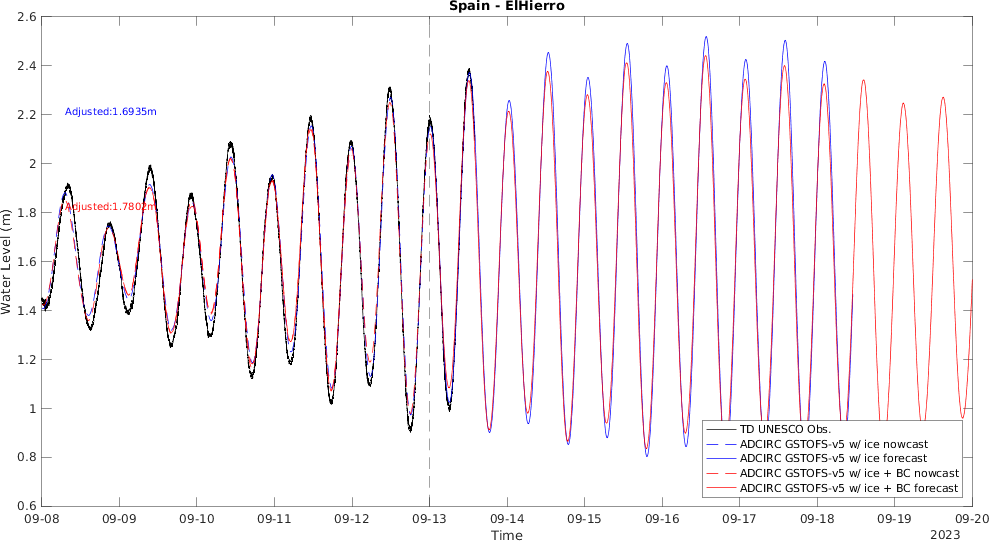 Spain - ElHierro
2.6
2.4
2.2
2
1.8
1.6
1.4
1.2
1
0.8
0.6
Water Level (m)
Adjusted:1.6935m
Adjusted:1.7802m
TD UNESCO Obs.
ADCIRC GSTOFS-v5 w/ ice nowcast
ADCIRC GSTOFS-v5 w/ ice forecast
ADCIRC GSTOFS-v5 w/ ice + BC nowcast
ADCIRC GSTOFS-v5 w/ ice + BC forecast
09-08 09-09 09-10 09-11 09-12 09-13 09-14 09-15 09-16 09-17 09-18 09-19 09-20
Time
2023